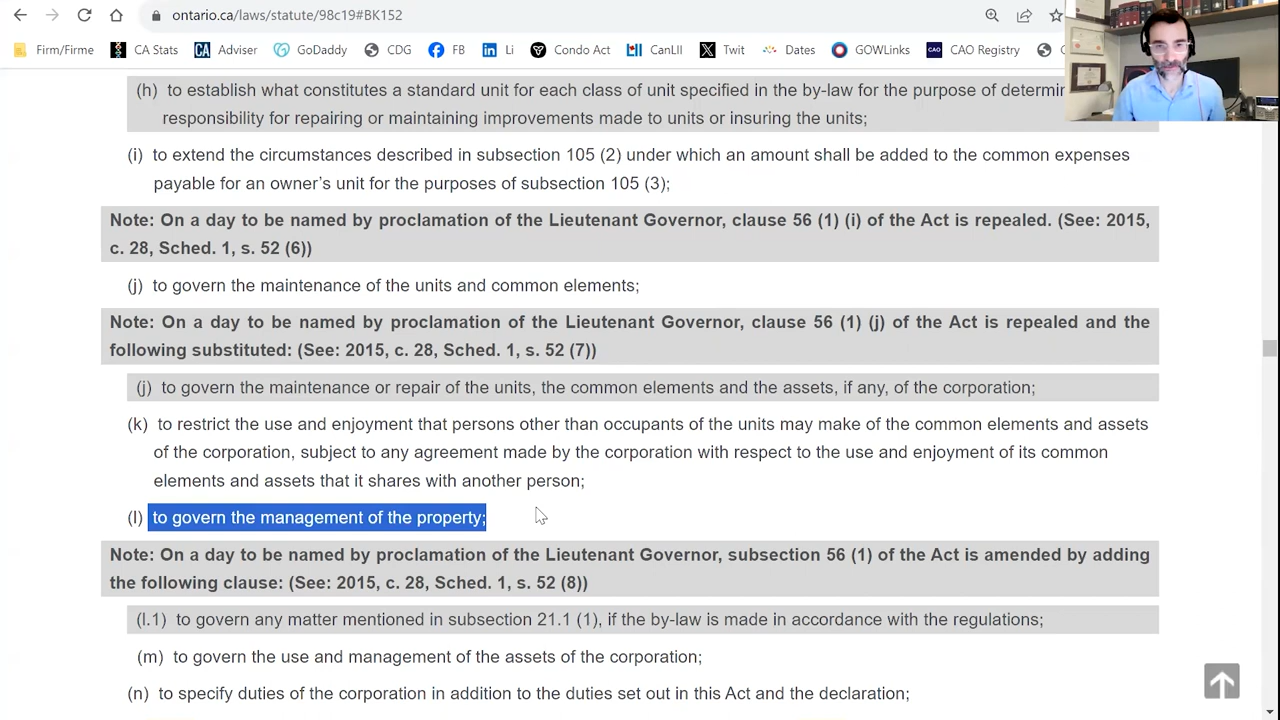 ontario.ca/laws/statute/98c19#BK152
Firm/Firme CA Stats CA Adviser GoDaddy CDG FB Li Condo Act CanLII Twit Dates GOWLinks CAO CAO Registry
(h) to establish what constitutes a standard unit for each class of unit specified in the by-law for the purpose of
responsibility for repairing or maintaining improvements made to units or insuring the units;
(i) to extend the circumstances described in subsection 105 (2) under which an amount shall be added to the common expenses
payable for an owner’s unit for the purposes of subsection 105 (3);
Note: On a day to be named by proclamation of the Lieutenant Governor, clause 56 (1) (i) of the Act is repealed. (See: 2015,
c. 28, Sched. 1, s. 52 (6))
(j) to govern the maintenance of the units and common elements;
Note: On a day to be named by proclamation of the Lieutenant Governor, clause 56 (1) (j) of the Act is repealed and the
following substituted: (See: 2015, c. 28, Sched. 1, s. 52 (7))
(j) to govern the maintenance or repair of the units, the common elements and the assets, if any, of the corporation;
(k) to restrict the use and enjoyment that persons other than occupants of the units may make of the common elements and assets
of the corporation, subject to any agreement made by the corporation with respect to the use and enjoyment of its common
elements and assets that it shares with another person;
(l) to govern the management of the property;
Note: On a day to be named by proclamation of the Lieutenant Governor, subsection 56 (1) of the Act is amended by adding
the following clause: (See: 2015, c. 28, Sched. 1, s. 52 (8))
(l.1) to govern any matter mentioned in subsection 21.1 (1), if the by-law is made in accordance with the regulations;
(m) to govern the use and management of the assets of the corporation;
(n) to specify duties of the corporation in addition to the duties set out in this Act and the declaration;